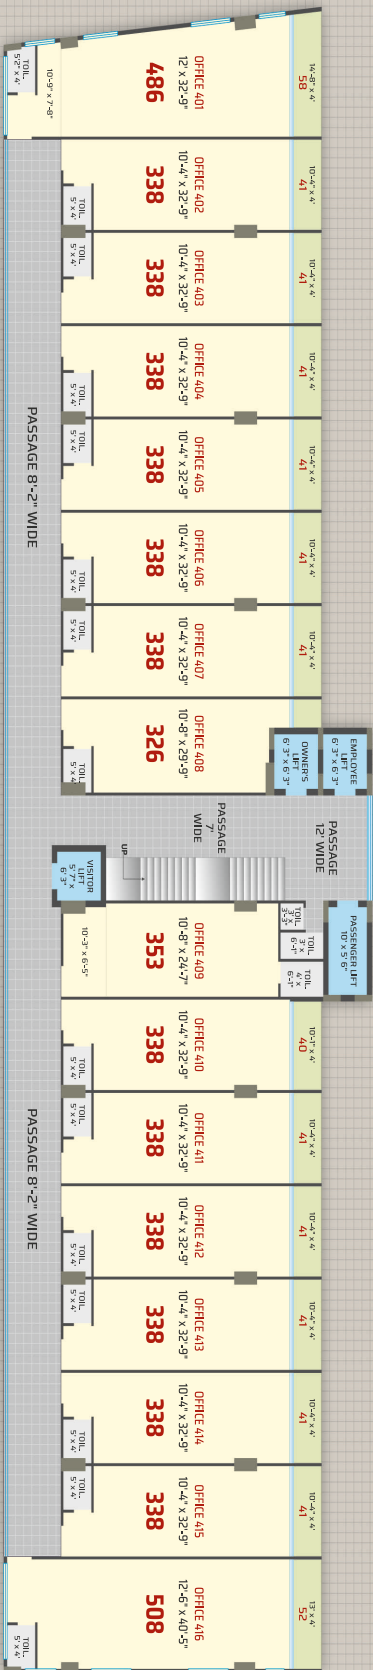 14'-8" x 4'
58
OFFICE 401
12' X 32'-9"
486
10'-9" x 7'-8"
TOIL.
5'2" x 4'
10'-4" x 4'
41
OFFICE 402
10'-4" x 32'-9"
338
TOIL.
5' x 4'
10'-4" x 4'
41
OFFICE 403
10'-4" x 32'-9"
338
TOIL.
5' x 4'
10'-4" x 4'
41
OFFICE 404
10'-4" x 32'-9"
338
TOIL.
5' x 4'
10'-4" x 4'
41
OFFICE 405
10'-4" x 32'-9"
338
TOIL.
5' x 4'
PASSAGE 8'-2" WIDE
10'-4" x 4'
41
OFFICE 406
10'-4" x 32'-9"
338
TOIL.
5' x 4'
10'-4" x 4'
41
OFFICE 407
10'-4" x 32'-9"
338
TOIL.
5' x 4'
EMPLOYEE
LIFT
6'3" x 6'3"
OWNER'S
LIFT
6'3" x 6'3"
OFFICE 408
10'-8" x 29'-9"
326
TOIL.
5' x 4'
PASSAGE
12' WIDE
PASSAGE
7'
WIDE
UP
VISITOR
LIFT
5'7" x
6'3"
PASSENGER LIFT
10' x 5'6"
TOIL.
3' x
3'-3"
TOIL.
3' x
6'-1"
TOIL.
4' x
6'-1"
OFFICE 409
10'-8" x 24'-7"
353
10'-3" x 6'-5"
10'-1" x 4'
40
OFFICE 410
10'-4" x 32'-9"
338
TOIL.
5' x 4'
10'-4" x 4'
41
OFFICE 411
10'-4" x 32'-9"
338
TOIL.
5' x 4'
PASSAGE 8'-2" WIDE
10'-4" x 4'
41
OFFICE 412
10'-4" x 32'-9"
338
TOIL.
5' x 4'
10'-4" x 4'
41
OFFICE 413
10'-4" x 32'-9"
338
TOIL.
5' x 4'
10'-4" x 4'
41
OFFICE 414
10'-4" x 32'-9"
338
TOIL.
5' x 4'
10'-4" x 4'
41
OFFICE 415
10'-4" x 32'-9"
338
TOIL.
5' x 4'
13' x 4'
52
OFFICE 416
12'-6" x 40'-5"
508
TOIL.
5' x 4'